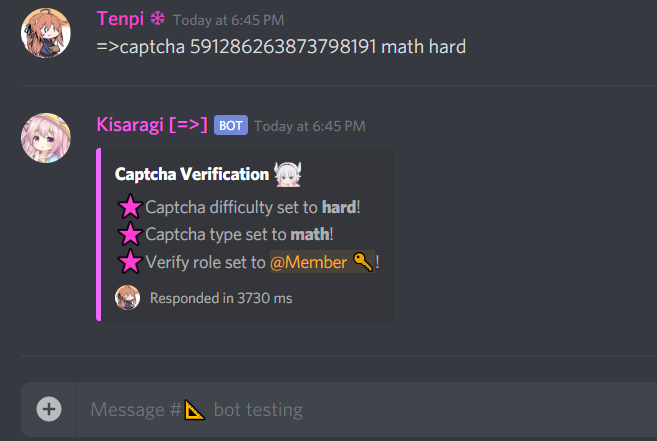 Tenpi ❄ Today at 6:45 PM
=>captcha 591286263873798191 math hard
Kisaragi [=>] BOT Today at 6:45 PM
Captcha Verification
Captcha difficulty set to hard!
Captcha type set to math!
Verify role set to @Member 🔑!
Responded in 3730 ms
Message #📐 bot testing